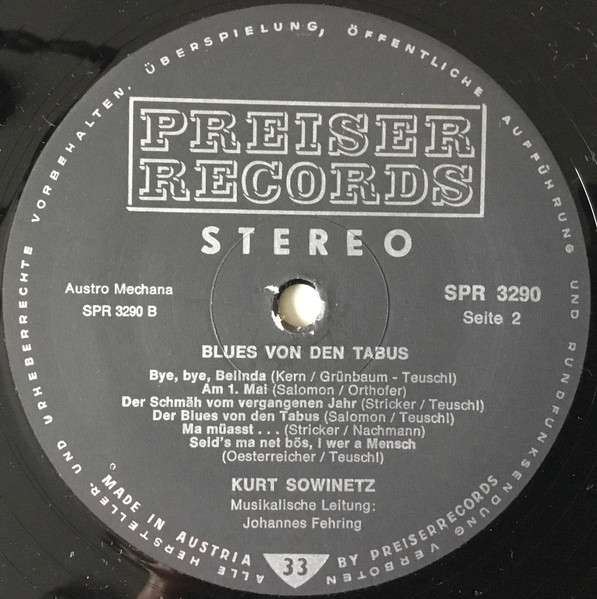 ALLE HERSTELLER- UND URHEBERRECHTE VORBEHALTEN. ÜBERSPIELUNG, ÖFFENTLICHE AUFFÜHRUNG UND RUNDFUNKSENDUNG VERBOTEN
PREISER
RECORDS
STEREO
Austro Mechana
SPR 3290 B
SPR 3290
Seite 2
BLUES VON DEN TABUS
Bye, bye, Belinda (Kern / Grünbaum - Teuschl)
Am 1. Mai (Salomon / Orthofer)
Der Schmäh vom vergangenen Jahr (Stricker / Teuschl)
Der Blues von den Tabus (Salomon / Teuschl)
Ma müasst . . . (Stricker / Nachmann)
Seid's ma net bös, i wer a Mensch
(Oesterreicher / Teuschl)
KURT SOWINETZ
Musikalische Leitung:
Johannes Fehring
© MADE IN AUSTRIA
33
BY PREISERRECORDS